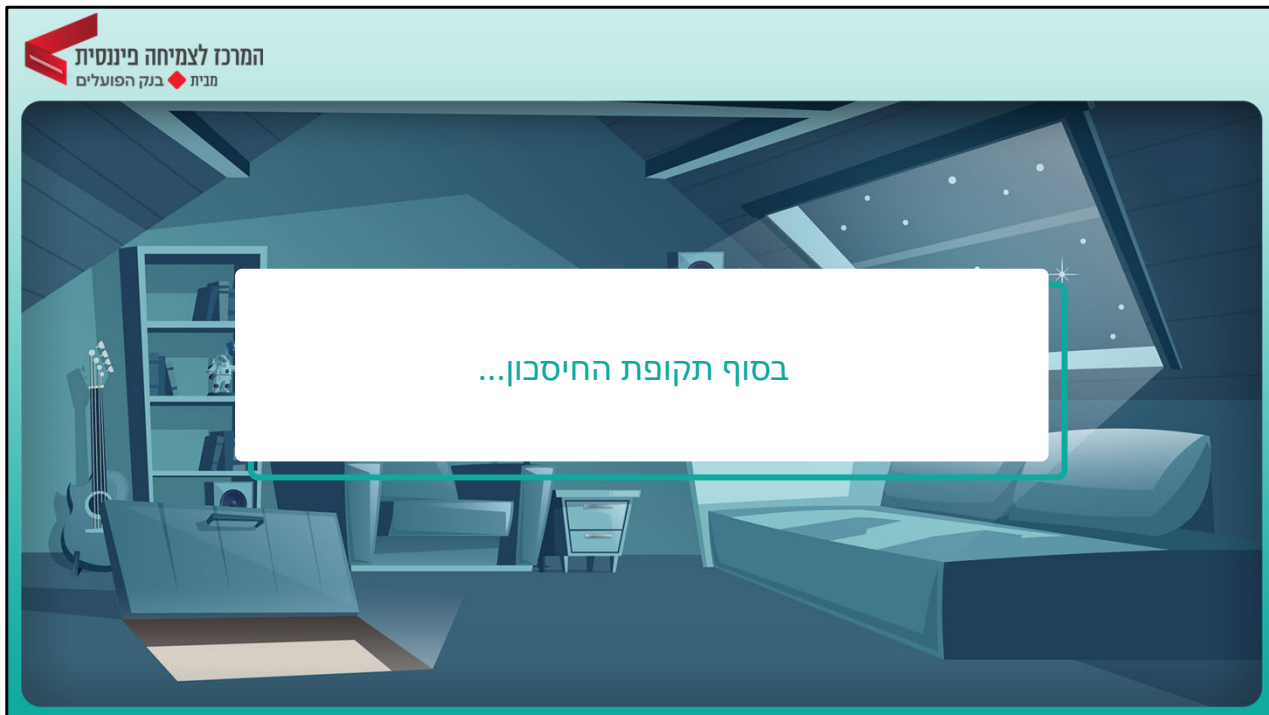 המרכז לצמיחה פיננסית
מבית בנק הפועלים
בסוף תקופת החיסכון...